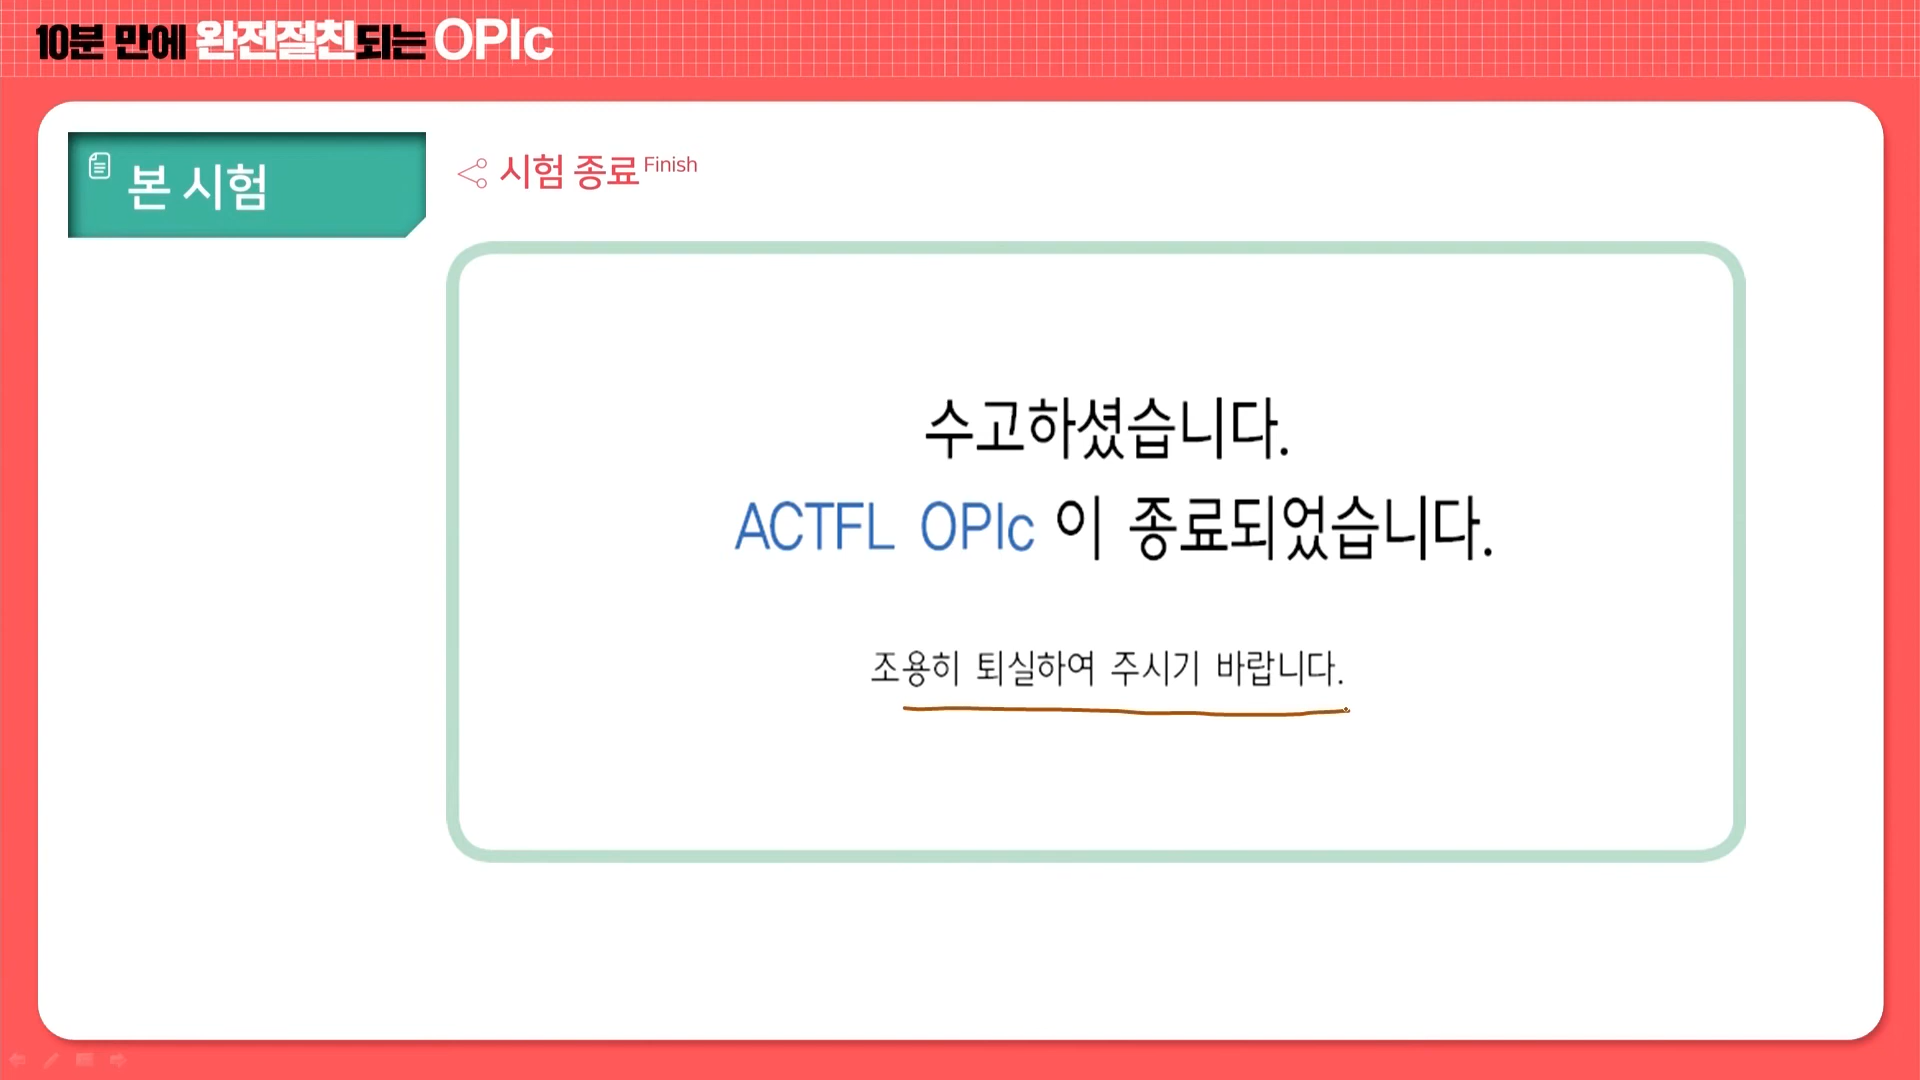 10분 만에 완전절친되는 OPIc
본 시험
시험 종료 Finish
수고하셨습니다.
ACTFL OPIc 이 종료되었습니다.
조용히 퇴실하여 주시기 바랍니다.